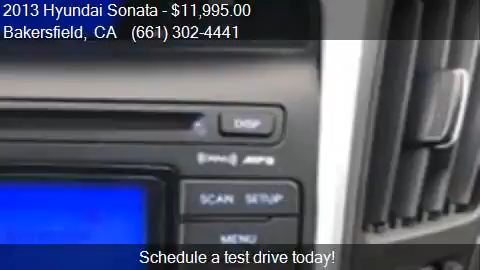 2013 Hyundai Sonata - $11,995.00
Bakersfield, CA (661) 302-4441
DISP
SCAN SETUP
MENU
Schedule a test drive today!